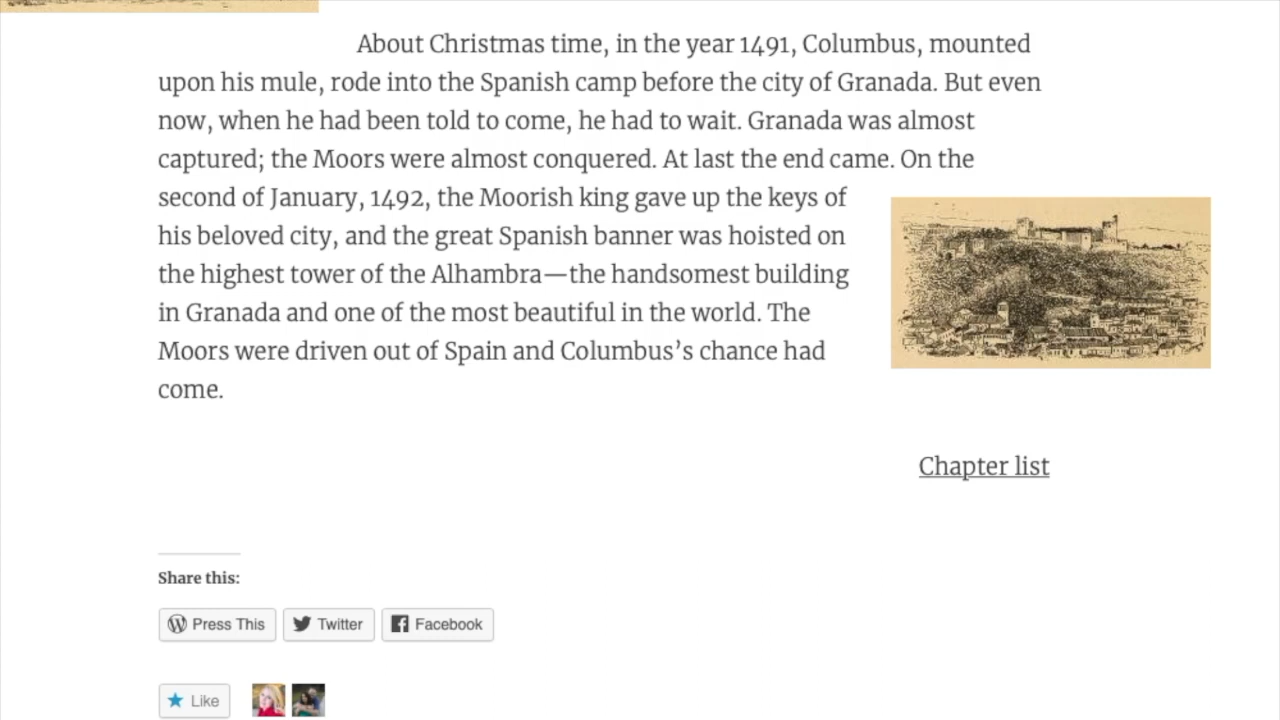 About Christmas time, in the year 1491, Columbus, mounted
upon his mule, rode into the Spanish camp before the city of Granada. But even
now, when he had been told to come, he had to wait. Granada was almost
captured; the Moors were almost conquered. At last the end came. On the
second of January, 1492, the Moorish king gave up the keys of
his beloved city, and the great Spanish banner was hoisted on
the highest tower of the Alhambra—the handsomest building
in Granada and one of the most beautiful in the world. The
Moors were driven out of Spain and Columbus’s chance had
come.
Chapter list
Share this:
Press This Twitter Facebook
Like